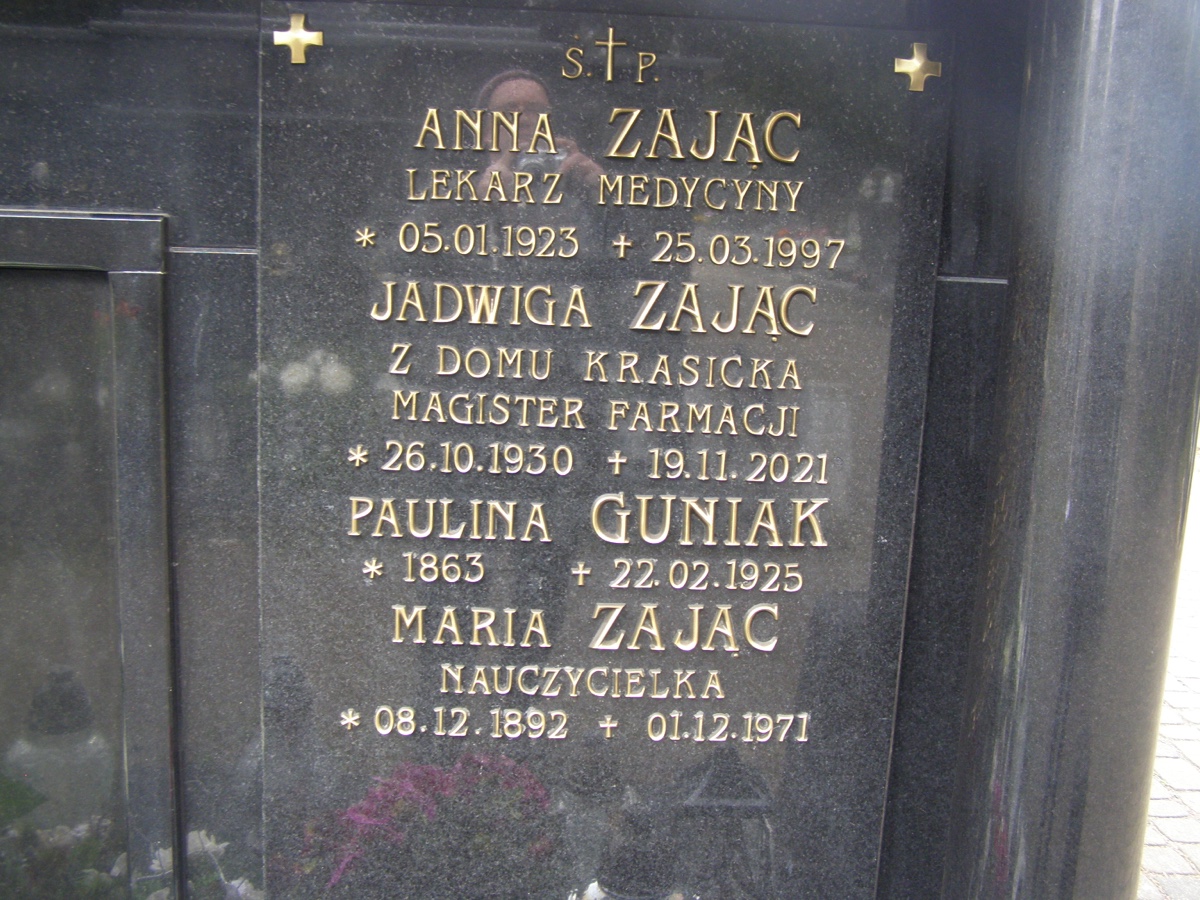 Ś. † P.
ANNA ZAJĄC
LEKARZ MEDYCYNY
* 05.01.1923 † 25.03.1997
JADWIGA ZAJĄC
Z DOMU KRASICKA
MAGISTER FARMACJI
* 26.10.1930 † 19.11.2021
PAULINA GUNIAK
* 1863 † 22.02.1925
MARIA ZAJĄC
NAUCZYCIELKA
* 08.12.1892 † 01.12.1971